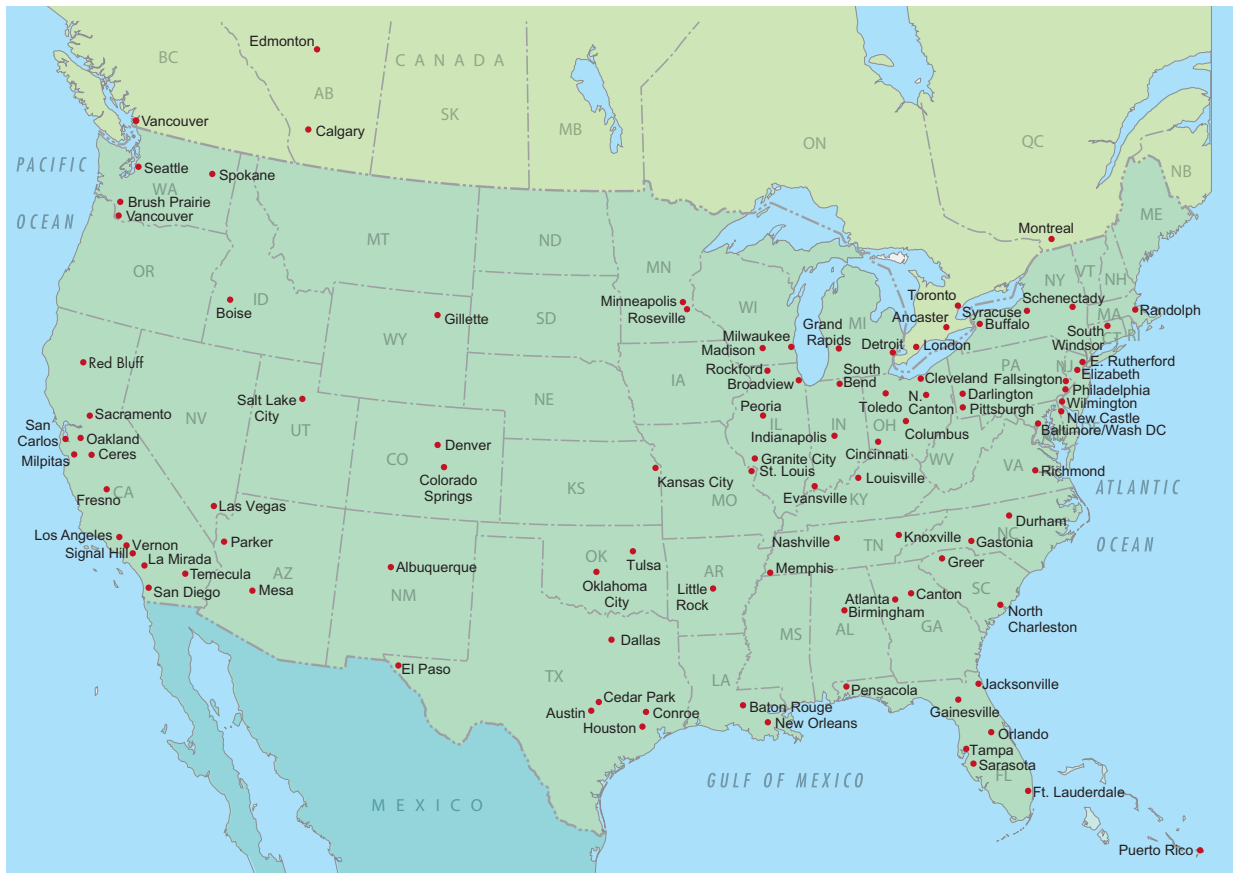 Edmonton
CANADA
BC
AB
SK
MB
ON
QC
NB
Vancouver
Calgary
PACIFIC
OCEAN
Seattle
Spokane
WA
Brush Prairie
Vancouver
MT
ND
MN
ME
Montreal
OR
ID
Boise
WY
Gillette
SD
Minneapolis
Roseville
WI
MI
NY
VT
NH
Toronto
Ancaster
Syracuse
Buffalo
Schenectady
Randolph
MA
CT
RI
South
Windsor
Milwaukee
Madison
Grand
Rapids
Detroit
London
Rockford
Broadview
South
Bend
PA
NJ
E. Rutherford
Elizabeth
Fallsington
Philadelphia
Wilmington
New Castle
Baltimore/Wash DC
Cleveland
Darlington
Pittsburgh
Toledo
N.
Canton
Columbus
Red Bluff
NV
Salt Lake
City
UT
NE
IA
Peoria
IL
IN
OH
Indianapolis
Cincinnati
Sacramento
San
Carlos
Oakland
Milpitas
Ceres
Fresno
CA
Denver
CO
Colorado
Springs
KS
Kansas City
MO
Granite City
St. Louis
Evansville
Louisville
KY
WV
VA
Richmond
ATLANTIC
OCEAN
Las Vegas
Los Angeles
Vernon
Signal Hill
La Mirada
Temecula
San Diego
Parker
AZ
Mesa
Albuquerque
NM
OK
Tulsa
Oklahoma
City
AR
Little
Rock
Nashville
TN
Knoxville
Memphis
Durham
NC
Gastonia
Greer
SC
North
Charleston
Atlanta
Canton
Birmingham
MS
AL
GA
El Paso
Dallas
TX
LA
Cedar Park
Austin
Conroe
Houston
Baton Rouge
New Orleans
Pensacola
Jacksonville
Gainesville
Orlando
Tampa
Sarasota
FL
Ft. Lauderdale
GULF OF MEXICO
MEXICO
Puerto Rico